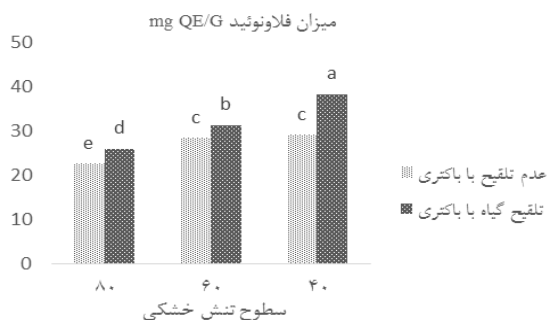 میزان فلاونوئید mg QE/G
50
40
30
20
10
0
e d c b c a
۸۰ ۶۰ ۴۰
سطوح تنش خشکی
عدم تلقیح با باکتری
تلقیح گیاه با باکتری